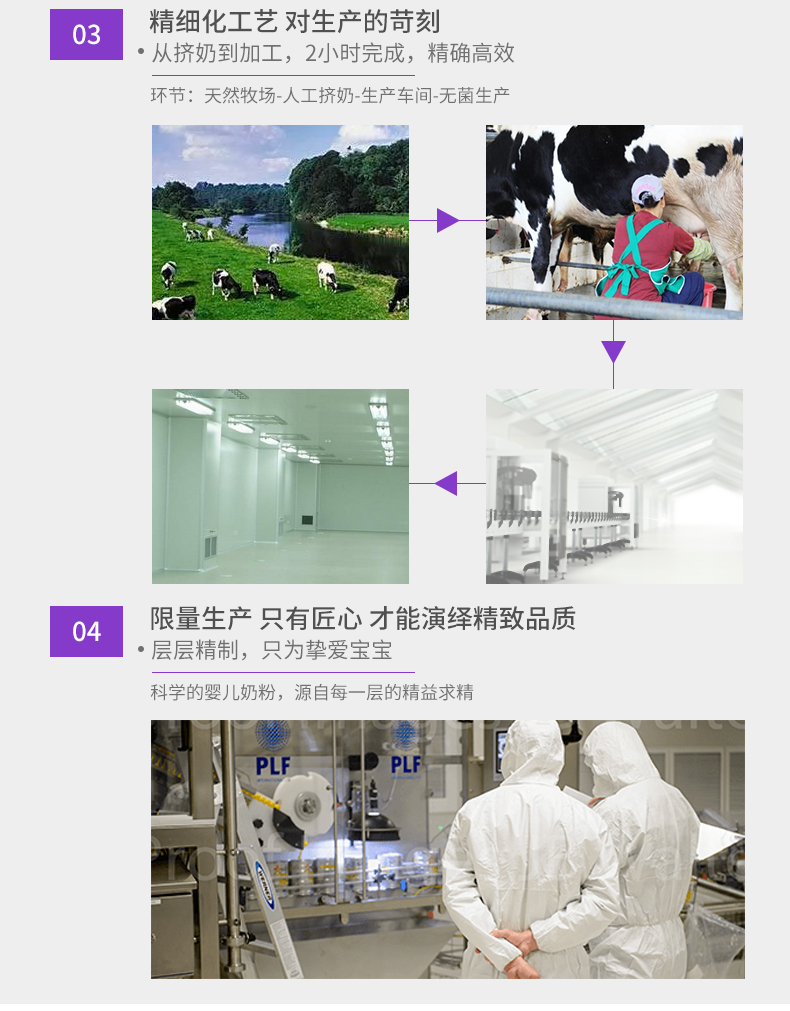 03
精细化工艺 对生产的苛刻
• 从挤奶到加工，2小时完成，精确高效
环节：天然牧场-人工挤奶-生产车间-无菌生产
04
限量生产 只有匠心 才能演绎精致品质
• 层层精制，只为挚爱宝宝
科学的婴儿奶粉，源自每一层的精益求精
PLF
PLF
WERNER